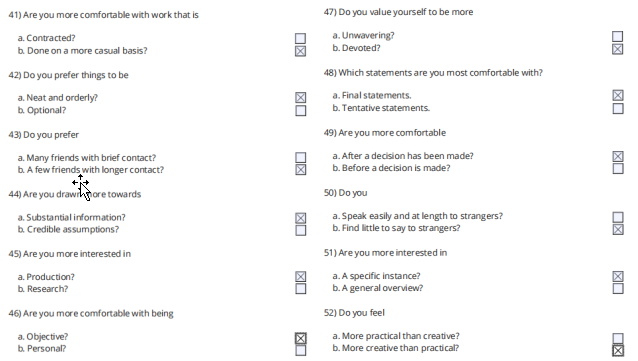 41) Are you more comfortable with work that is
a. Contracted?
b. Done on a more casual basis?
42) Do you prefer things to be
a. Neat and orderly?
b. Optional?
43) Do you prefer
a. Many friends with brief contact?
b. A few friends with longer contact?
44) Are you drawn more towards
a. Substantial information?
b. Credible assumptions?
45) Are you more interested in
a. Production?
b. Research?
46) Are you more comfortable with being
a. Objective?
b. Personal?
47) Do you value yourself to be more
a. Unwavering?
b. Devoted?
48) Which statements are you most comfortable with?
a. Final statements.
b. Tentative statements.
49) Are you more comfortable
a. After a decision has been made?
b. Before a decision is made?
50) Do you
a. Speak easily and at length to strangers?
b. Find little to say to strangers?
51) Are you more interested in
a. A specific instance?
b. A general overview?
52) Do you feel
a. More practical than creative?
b. More creative than practical?